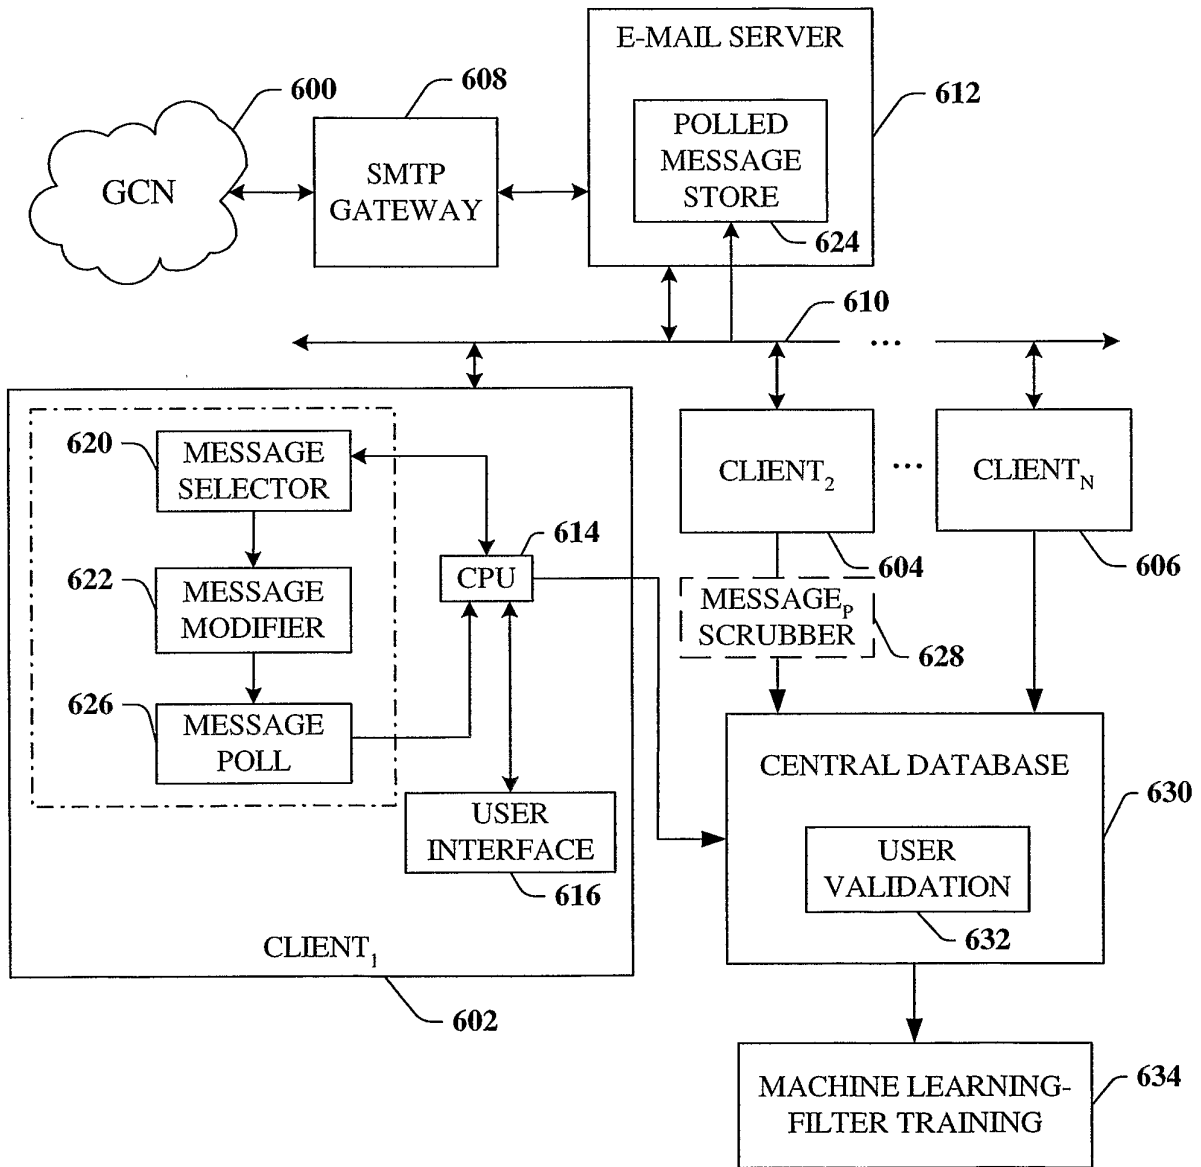 E-MAIL SERVER
612
POLLED
MESSAGE
STORE
624
600
GCN
608
SMTP
GATEWAY
610
...
620
MESSAGE
SELECTOR
622
MESSAGE
MODIFIER
626
MESSAGE
POLL
614
CPU
USER
INTERFACE
616
CLIENT1
602
CLIENT2
604
...
CLIENTN
606
MESSAGEP
SCRUBBER
628
CENTRAL DATABASE
630
USER
VALIDATION
632
MACHINE LEARNING-
FILTER TRAINING
634